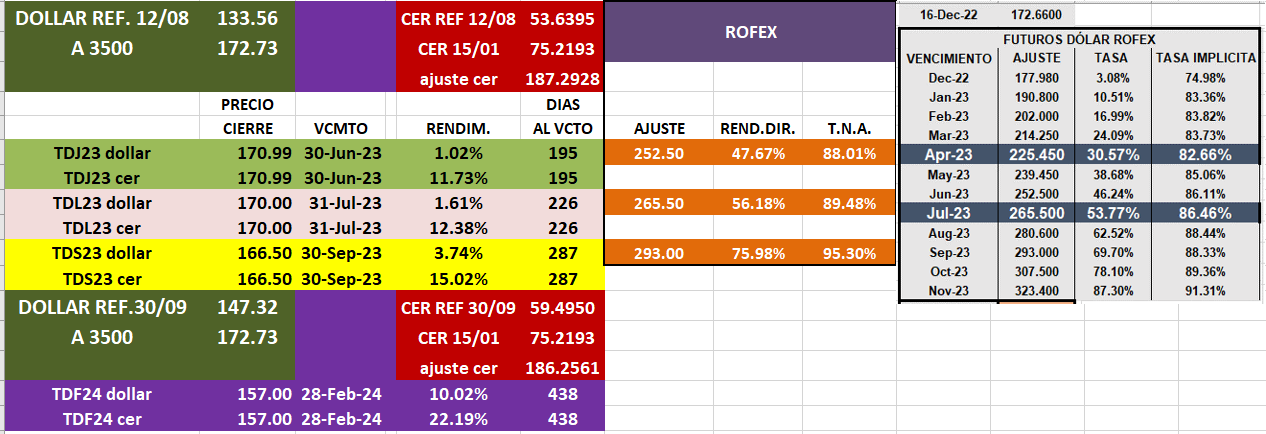 DOLLAR REF. 12/08 133.56 CER REF 12/08 53.6395
A 3500 172.73 CER 15/01 75.2193
ajuste cer 187.2928
ROFEX
PRECIO DIAS
CIERRE VCMTO RENDIM. AL VCTO AJUSTE REND.DIR. T.N.A.
TDJ23 dollar 170.99 30-Jun-23 1.02% 195 252.50 47.67% 88.01%
TDJ23 cer 170.99 30-Jun-23 11.73% 195
TDL23 dollar 170.00 31-Jul-23 1.61% 226 265.50 56.18% 89.48%
TDL23 cer 170.00 31-Jul-23 12.38% 226
TDS23 dollar 166.50 30-Sep-23 3.74% 287 293.00 75.98% 95.30%
TDS23 cer 166.50 30-Sep-23 15.02% 287
DOLLAR REF.30/09 147.32 CER REF 30/09 59.4950
A 3500 172.73 CER 15/01 75.2193
ajuste cer 186.2561
TDF24 dollar 157.00 28-Feb-24 10.02% 438
TDF24 cer 157.00 28-Feb-24 22.19% 438
16-Dec-22 172.6600
FUTUROS DÓLAR ROFEX
VENCIMIENTO AJUSTE TASA TASA IMPLICITA
Dec-22 177.980 3.08% 74.98%
Jan-23 190.800 10.51% 83.36%
Feb-23 202.000 16.99% 83.82%
Mar-23 214.250 24.09% 83.73%
Apr-23 225.450 30.57% 82.66%
May-23 239.450 38.68% 85.06%
Jun-23 252.500 46.24% 86.11%
Jul-23 265.500 53.77% 86.46%
Aug-23 280.600 62.52% 88.44%
Sep-23 293.000 69.70% 88.33%
Oct-23 307.500 78.10% 89.36%
Nov-23 323.400 87.30% 91.31%